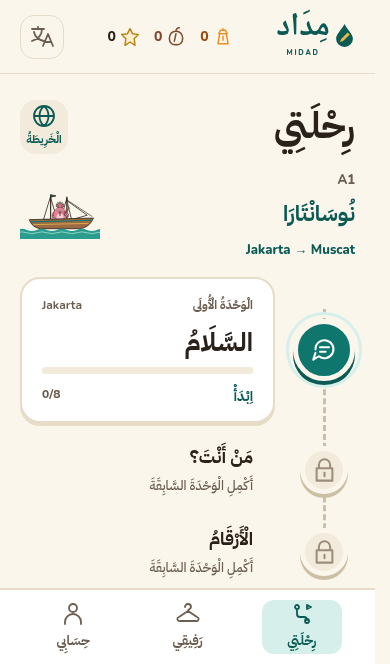 مِدَاد
MIDAD
0
0
0
رِحْلَتِي
الْخَرِيطَةُ
A1
نُوسَانْتَارَا
Jakarta → Muscat
الْوَحْدَةُ الْأُولَى
Jakarta
السَّلَامُ
اِبْدَأْ
0/8
مَنْ أَنْتَ؟
أَكْمِلِ الْوَحْدَةَ السَّابِقَةَ
الْأَرْقَامُ
أَكْمِلِ الْوَحْدَةَ السَّابِقَةَ
رِحْلَتِي
رَفِيقِي
حِسَابِي